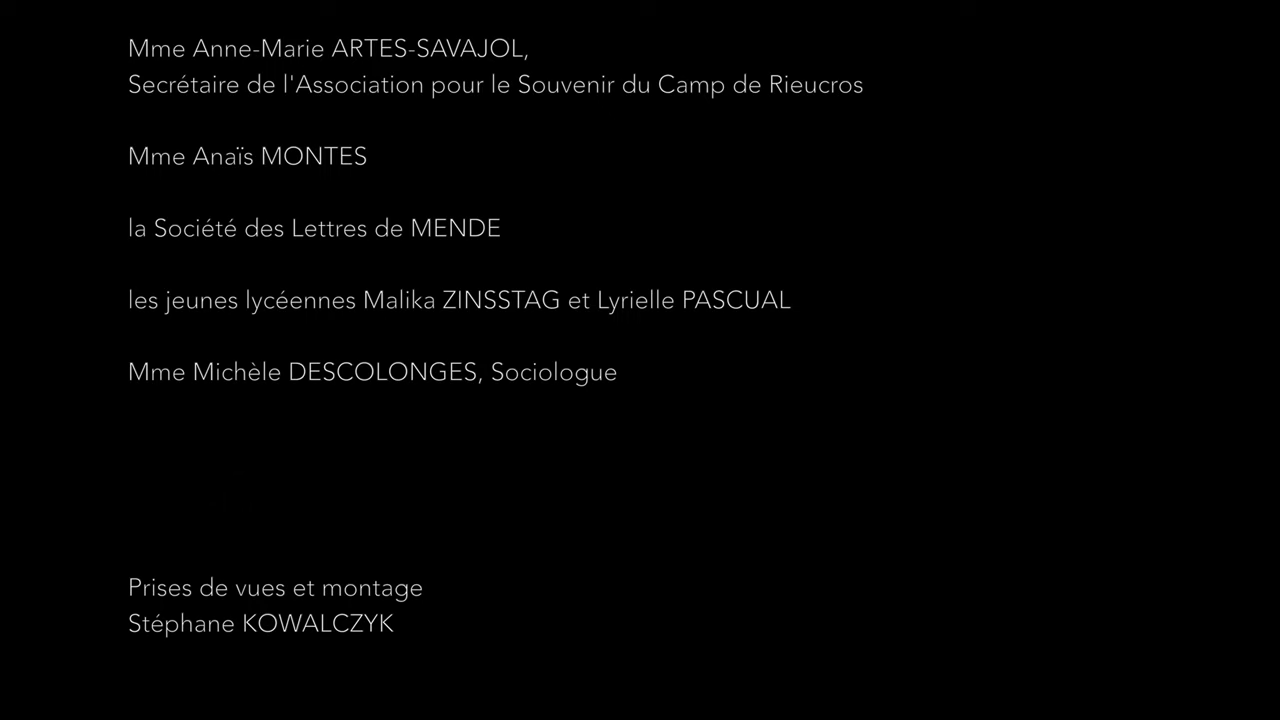 Mme Anne-Marie ARTES-SAVAJOL,
Secrétaire de l'Association pour le Souvenir du Camp de Rieucros
Mme Anaïs MONTES
la Société des Lettres de MENDE
les jeunes lycéennes Malika ZINSSTAG et Lyrielle PASCUAL
Mme Michèle DESCOLONGES, Sociologue
Prises de vues et montage
Stéphane KOWALCZYK